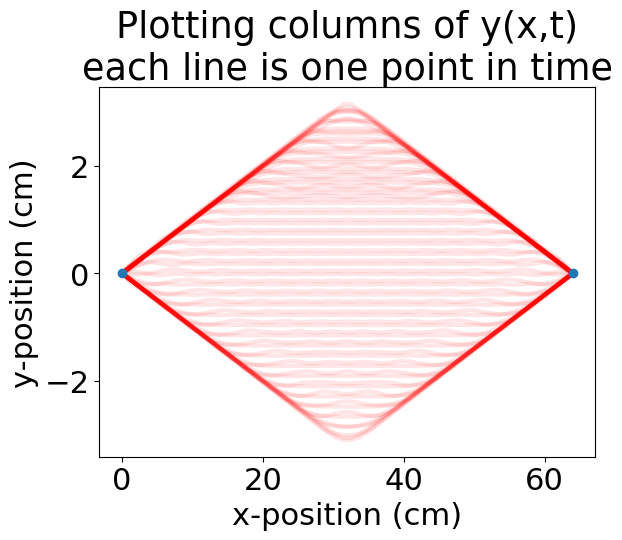 Plotting columns of y(x,t)
each line is one point in time
y-position (cm)
2
0
−2
0 20 40 60
x-position (cm)